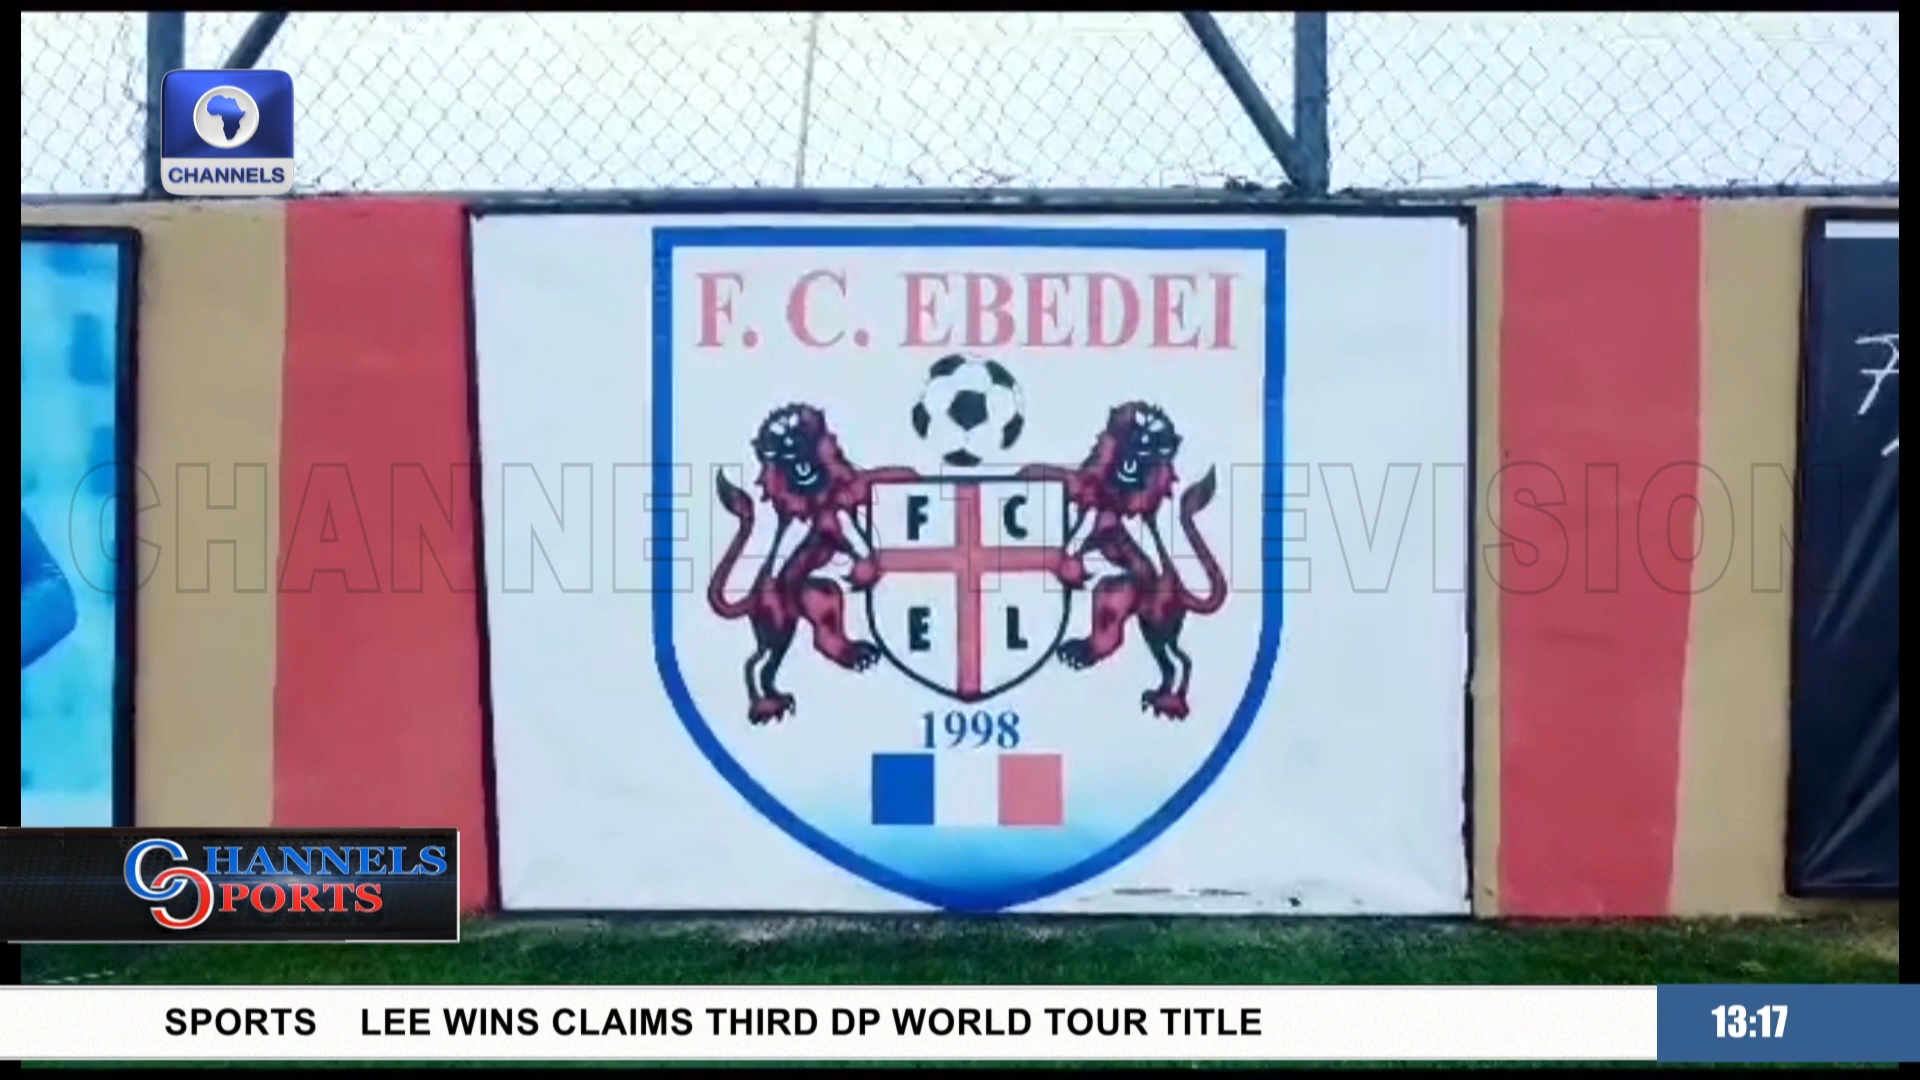 CHANNELS
F. C. EBEDEI
F C
E L
1998
CHANNELS TELEVISION
CHANNELS
SPORTS
SPORTS LEE WINS CLAIMS THIRD DP WORLD TOUR TITLE
13:17